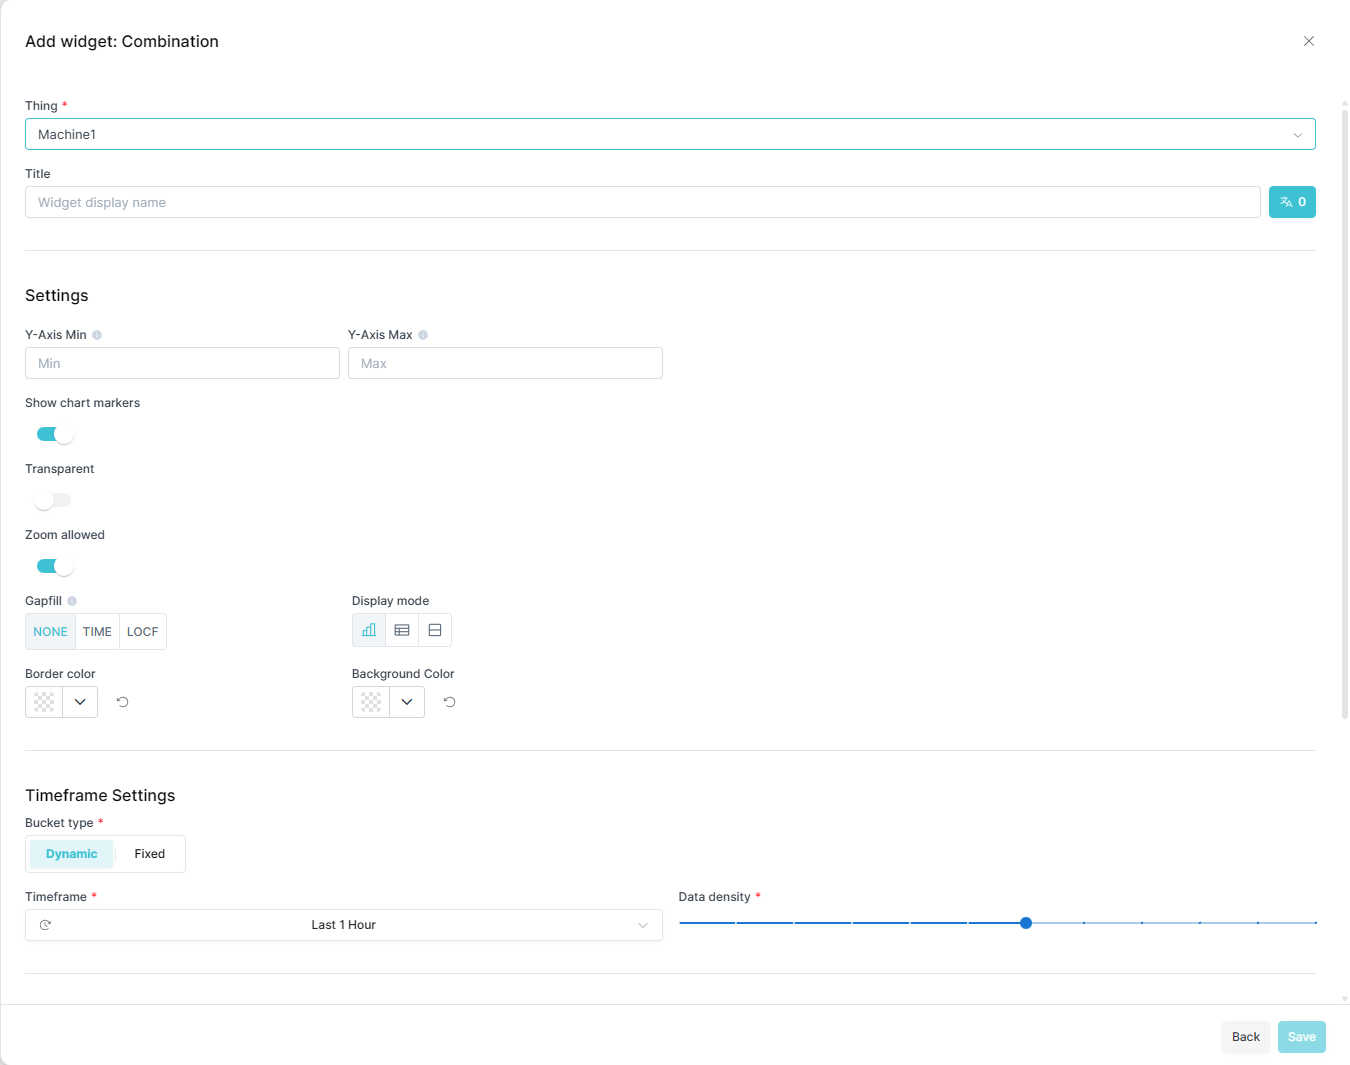 Add widget: Combination
Thing *
Machine1
Title
Widget display name
0
Settings
Y-Axis Min
Y-Axis Max
Min
Max
Show chart markers
Transparent
Zoom allowed
Gapfill
Display mode
NONE TIME LOCF
Border color
Background Color
Timeframe Settings
Bucket type *
Dynamic Fixed
Timeframe *
Data density *
Last 1 Hour
Back Save